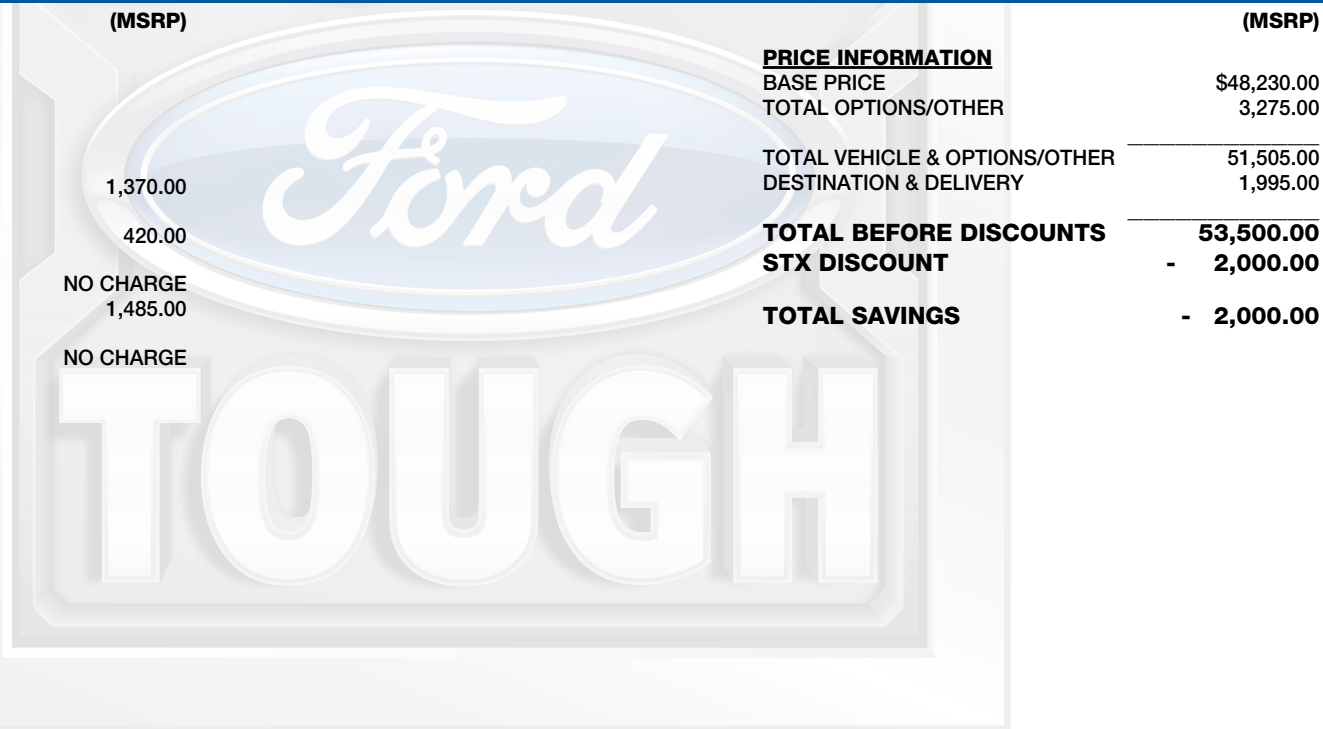 (MSRP)
1,370.00
420.00
NO CHARGE
1,485.00
NO CHARGE
(MSRP)
PRICE INFORMATION
BASE PRICE $48,230.00
TOTAL OPTIONS/OTHER 3,275.00
TOTAL VEHICLE & OPTIONS/OTHER 51,505.00
DESTINATION & DELIVERY 1,995.00
TOTAL BEFORE DISCOUNTS 53,500.00
STX DISCOUNT - 2,000.00
TOTAL SAVINGS - 2,000.00
Ford
TOUGH